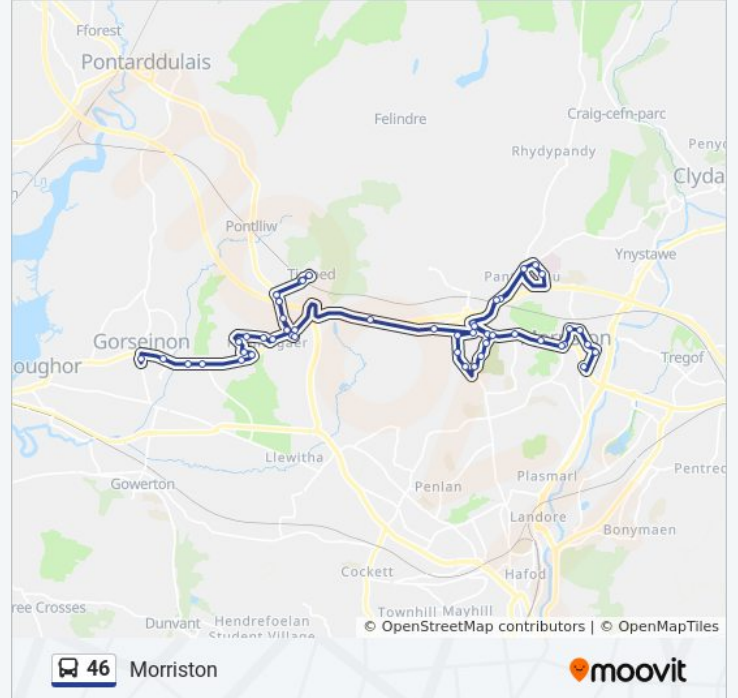 Fforest
Pontarddulais
Felindre
Craig-cefn-parc
Rhydypandy
Penyc
Clyda
Pontlliw
Ynystawe
Gorseinon
oughor
Tregof
Llewitha
Gowerton
Penlan
Plasmarl
Pentrec
Landore
Bonymaen
Cockett
Hafod
ree Crosses
Dunvant
Hendrefoelan
Student Village
Townhill
Mayhill
© OpenStreetMap contributors | © OpenMapTiles
46 Morriston
moovit